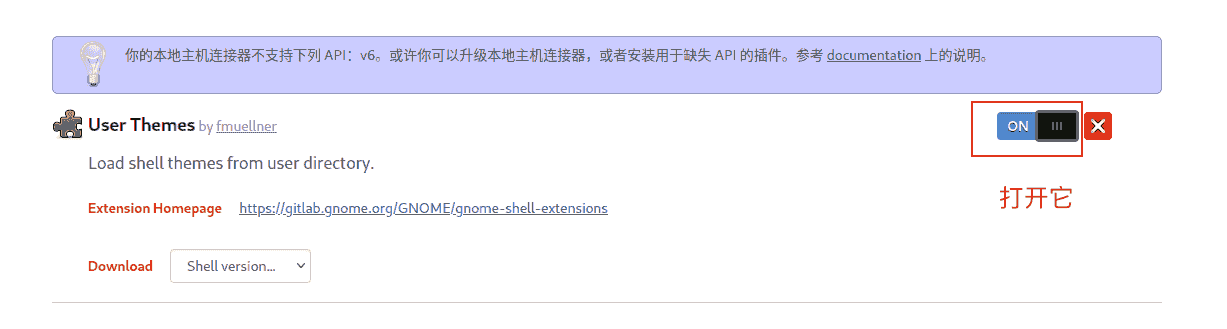 你的本地主机连接器不支持下列 API：v6。或许你可以升级本地主机连接器，或者安装用于缺失 API 的插件。参考 documentation 上的说明。
User Themes by fmuellner
ON
Load shell themes from user directory.
Extension Homepage https://gitlab.gnome.org/GNOME/gnome-shell-extensions
打开它
Download Shell version...